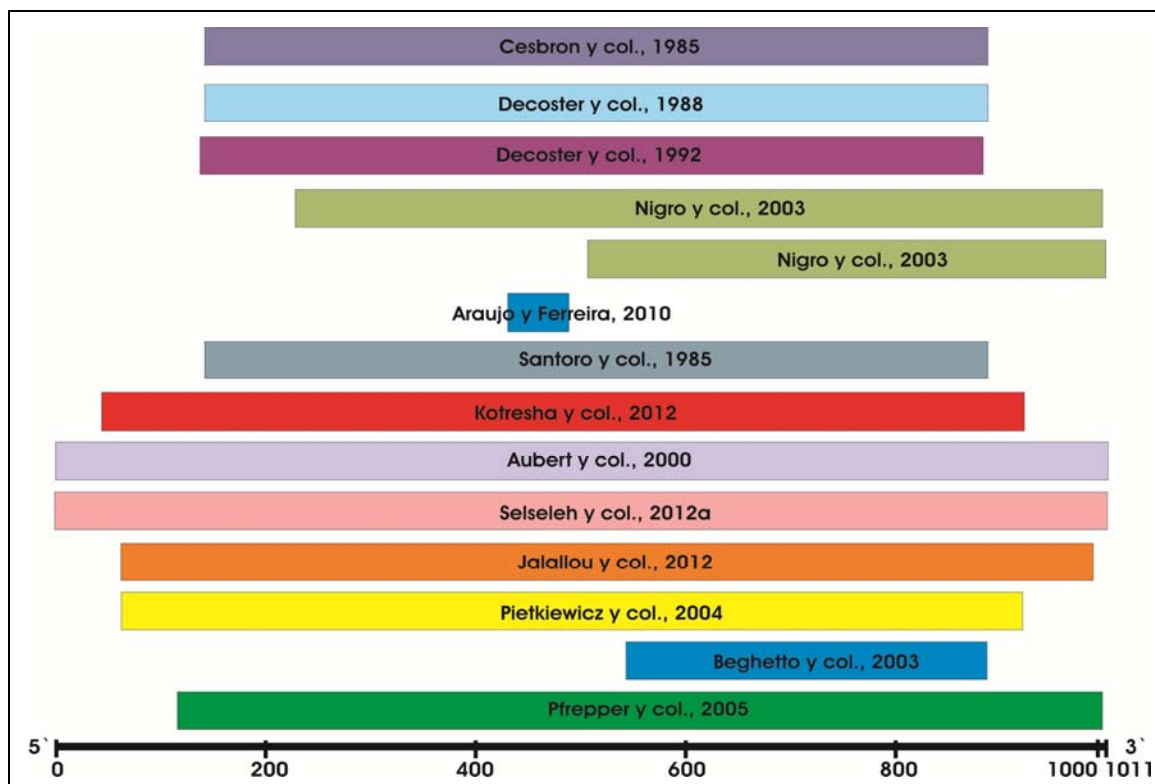 Cesbron y col., 1985
Decoster y col., 1988
Decoster y col., 1992
Nigro y col., 2003
Nigro y col., 2003
Araujo y Ferreira, 2010
Santoro y col., 1985
Kotresha y col., 2012
Aubert y col., 2000
Selseleh y col., 2012a
Jalallou y col., 2012
Pietkiewicz y col., 2004
Beghetto y col., 2003
Pfrepper y col., 2005
5` 3`
0 200 400 600 800 1000 1011